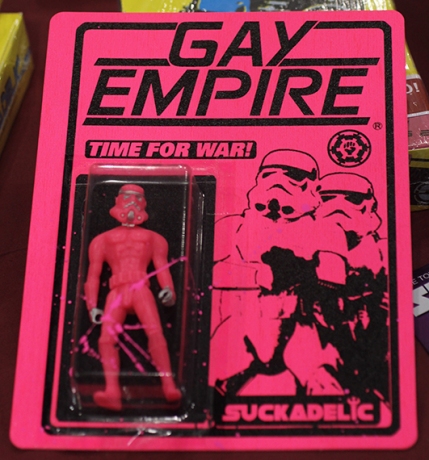 GAY
EMPIRE
®
TIME FOR WAR!
SUCKADELIC